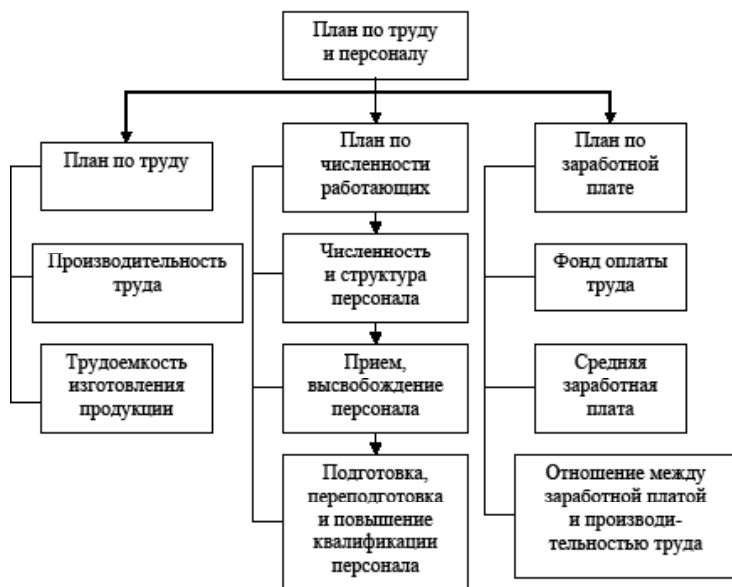 План по труду
и персоналу
План по труду
Производительность
труда
Трудоемкость
изготовления
продукции
План по
численности
работающих
Численность
и структура
персонала
Прием,
высвобождение
персонала
Подготовка,
переподготовка
и повышение
квалификации
персонала
План по
заработной
плате
Фонд оплаты
труда
Средняя
заработная
плата
Отношение между
заработной платой
и производи-
тельностью труда